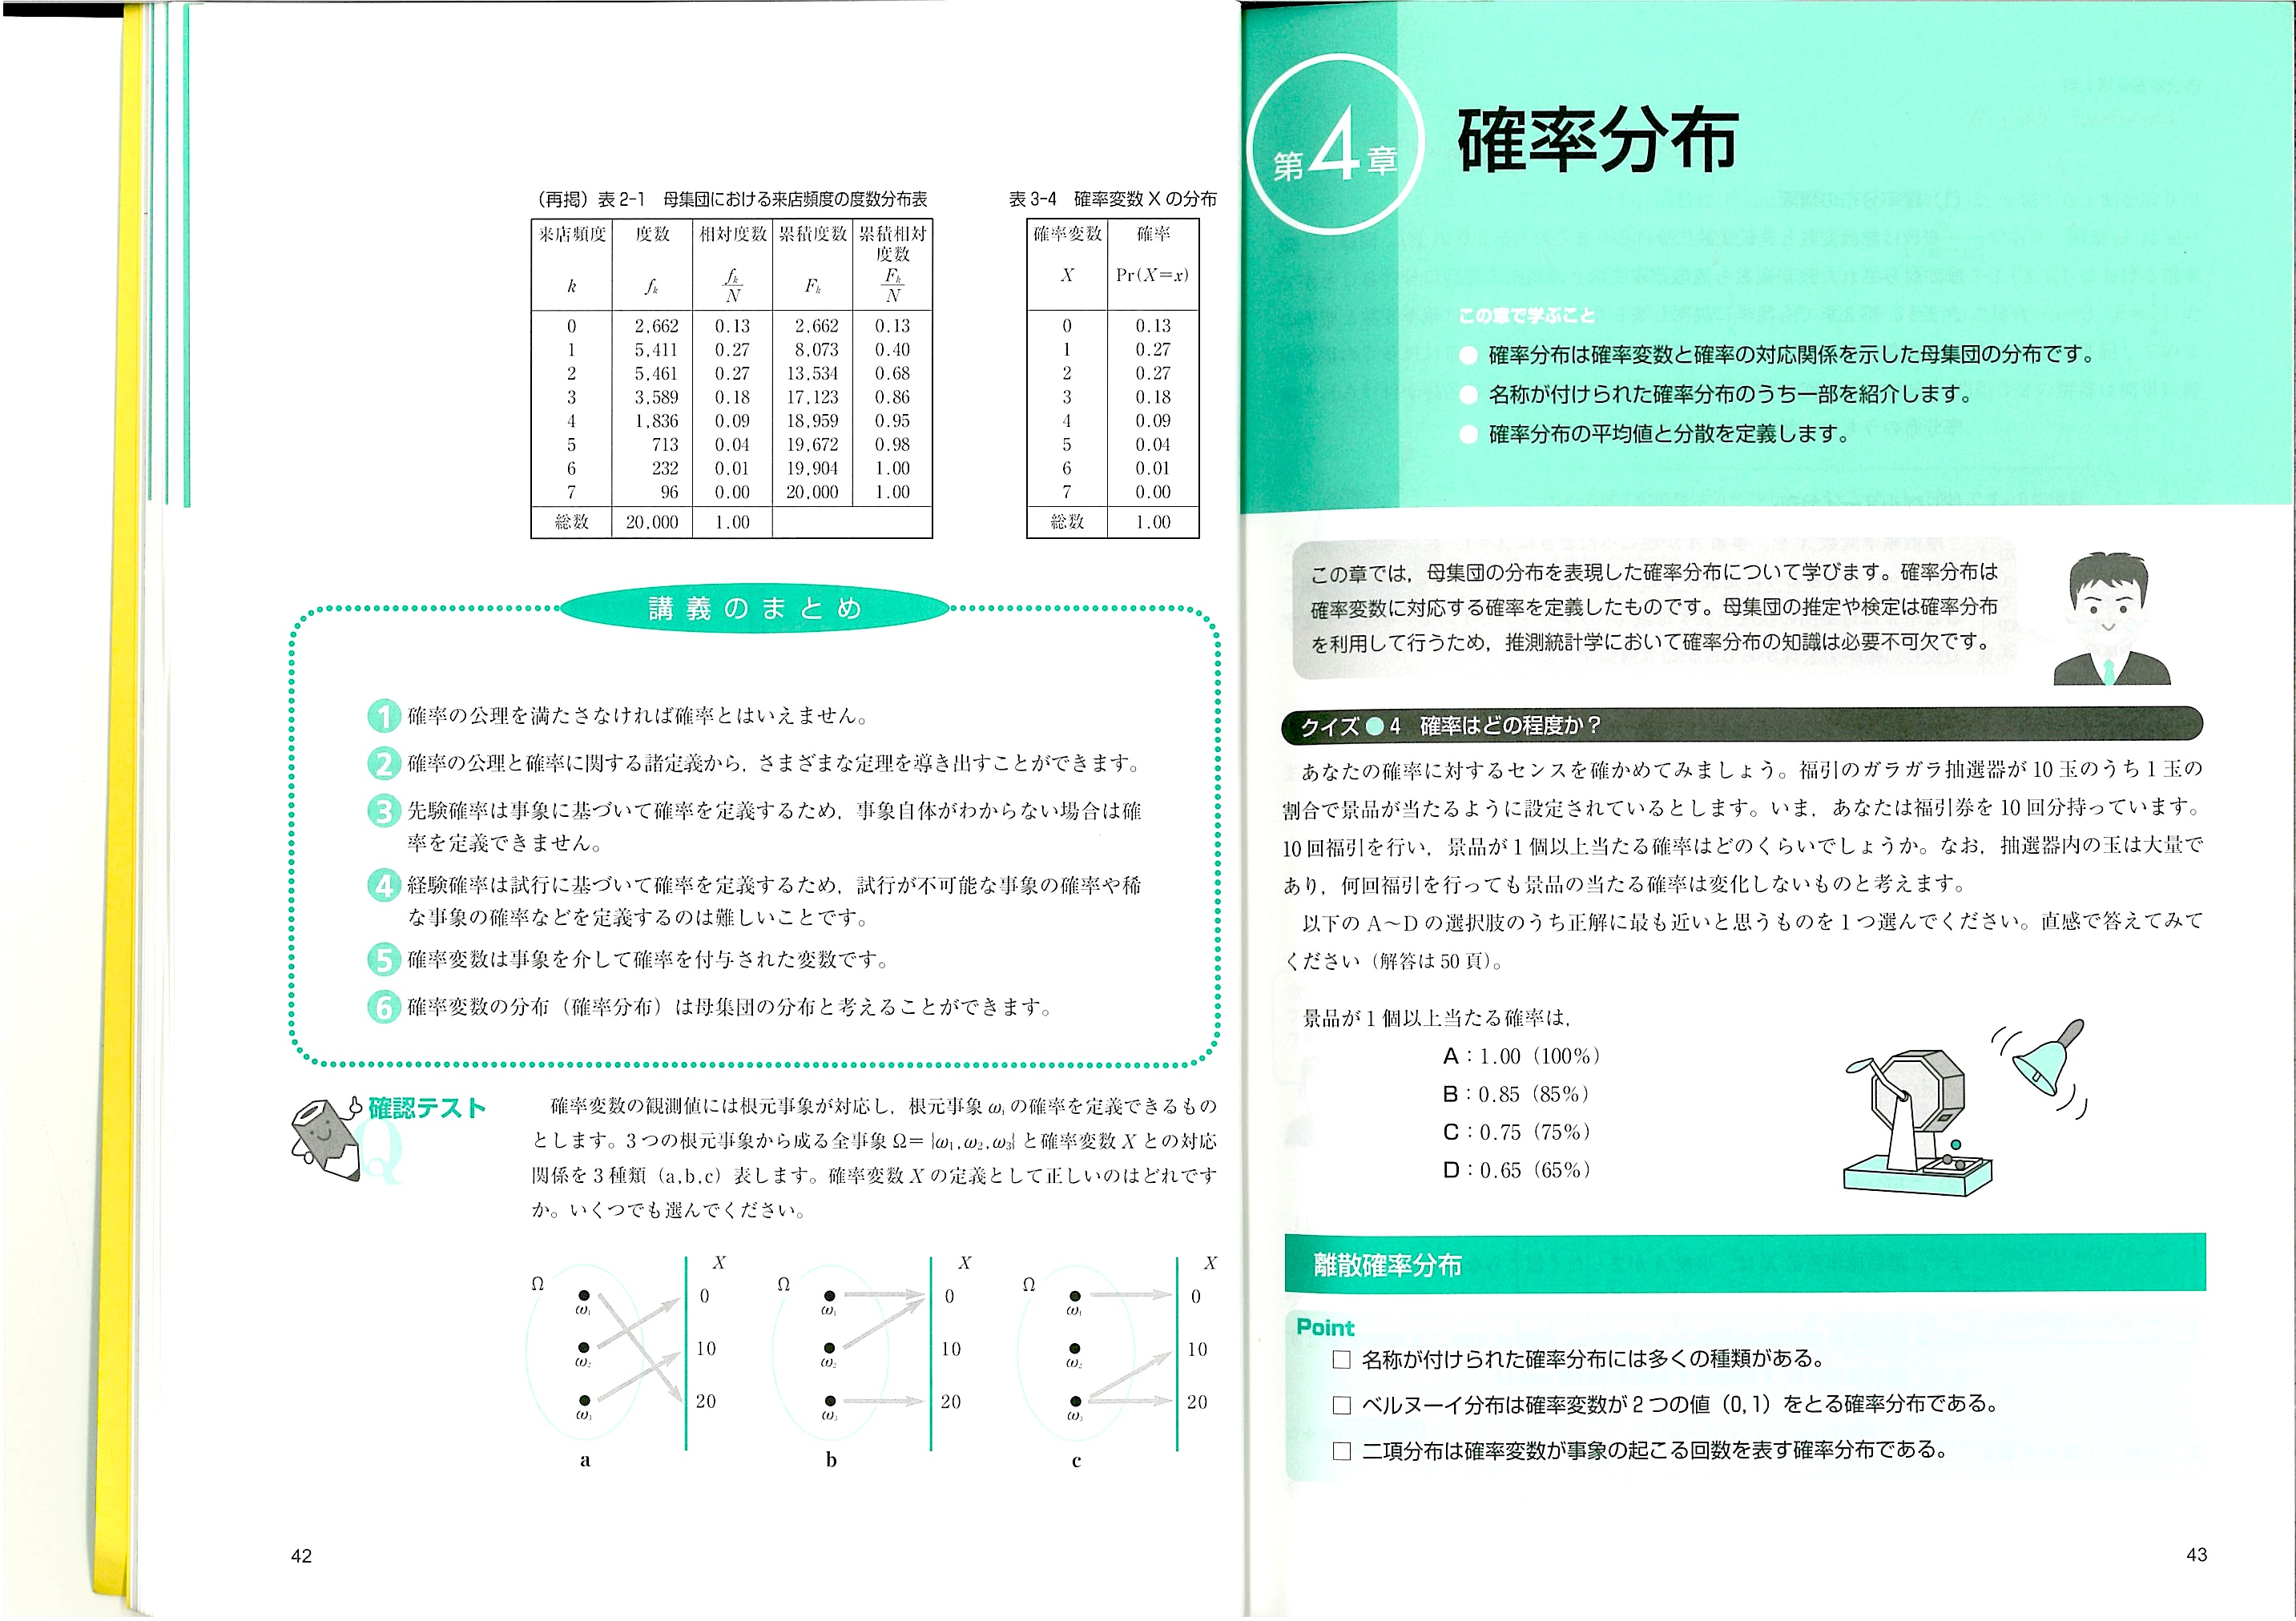 (再掲)表2-1 母集団における来店頻度の度数分布表
来店頻度 度数 相対度数 累積度数 累積相対度数
k fₖ fₖ/N Fₖ Fₖ/N
0 2,662 0.13 2,662 0.13
1 5,411 0.27 8,073 0.40
2 5,461 0.27 13,534 0.68
3 3,589 0.18 17,123 0.86
4 1,836 0.09 18,959 0.95
5 713 0.04 19,672 0.98
6 232 0.01 19,904 1.00
7 96 0.00 20,000 1.00
総数 20,000 1.00
表3-4 確率変数Xの分布
確率変数 確率
X Pr(X=x)
0 0.13
1 0.27
2 0.27
3 0.18
4 0.09
5 0.04
6 0.01
7 0.00
総数 1.00
講義のまとめ
1 確率の公理を満たさなければ確率とはいえません。
2 確率の公理と確率に関する諸定義から,さまざまな定理を導き出すことができます。
3 先験確率は事象に基づいて確率を定義するため,事象自体がわからない場合は確
率を定義できません。
4 経験確率は試行に基づいて確率を定義するため,試行が不可能な事象の確率や稀
な事象の確率などを定義するのは難しいことです。
5 確率変数は事象を介して確率を付与された変数です。
6 確率変数の分布(確率分布)は母集団の分布と考えることができます。
Q
確認テスト
確率変数の観測値には根元事象が対応し,根元事象ωᵢの確率を定義できるもの
とします。3つの根元事象から成る全事象Ω={ω₁,ω₂,ω₃}と確率変数Xとの対応
関係を3種類(a,b,c)表します。確率変数Xの定義として正しいのはどれです
か。いくつでも選んでください。
Ω X
ω₁ 0
ω₂ 10
ω₃ 20
a
Ω X
ω₁ 0
ω₂ 10
ω₃ 20
b
Ω X
ω₁ 0
ω₂ 10
ω₃ 20
c
42
第4章
確率分布
この章で学ぶこと
● 確率分布は確率変数と確率の対応関係を示した母集団の分布です。
● 名称が付けられた確率分布のうち一部を紹介します。
● 確率分布の平均値と分散を定義します。
この章では,母集団の分布を表現した確率分布について学びます。確率分布は
確率変数に対応する確率を定義したものです。母集団の推定や検定は確率分布
を利用して行うため,推測統計学において確率分布の知識は必要不可欠です。
クイズ●4 確率はどの程度か?
あなたの確率に対するセンスを確かめてみましょう。福引のガラガラ抽選器が10玉のうち1玉の
割合で景品が当たるように設定されているとします。いま,あなたは福引券を10回分持っています。
10回福引を行い,景品が1個以上当たる確率はどのくらいでしょうか。なお,抽選器内の玉は大量で
あり,何回福引を行っても景品の当たる確率は変化しないものと考えます。
以下のA~Dの選択肢のうち正解に最も近いと思うものを1つ選んでください。直感で答えてみて
ください(解答は50頁)。
景品が1個以上当たる確率は,
A:1.00(100%)
B:0.85(85%)
C:0.75(75%)
D:0.65(65%)
離散確率分布
Point
□ 名称が付けられた確率分布には多くの種類がある。
□ ベルヌーイ分布は確率変数が2つの値(0,1)をとる確率分布である。
□ 二項分布は確率変数が事象の起こる回数を表す確率分布である。
43